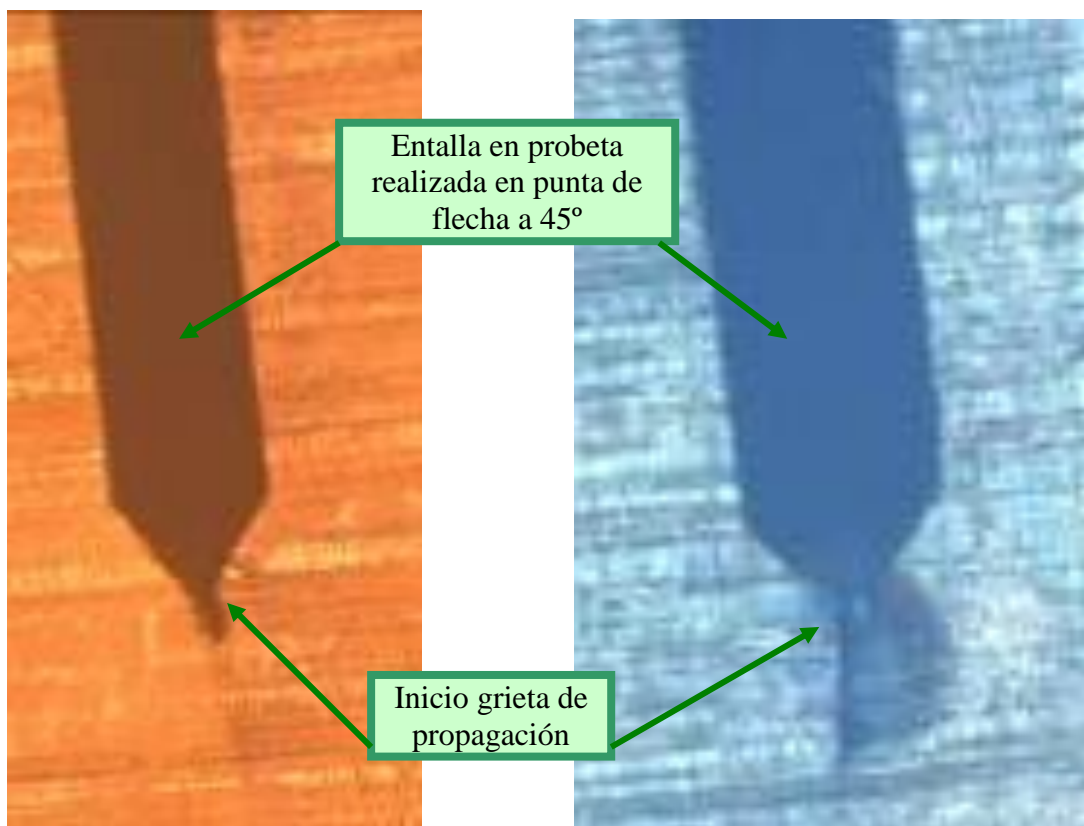 Entalla en probeta
realizada en punta de
flecha a 45º
Inicio grieta de
propagación